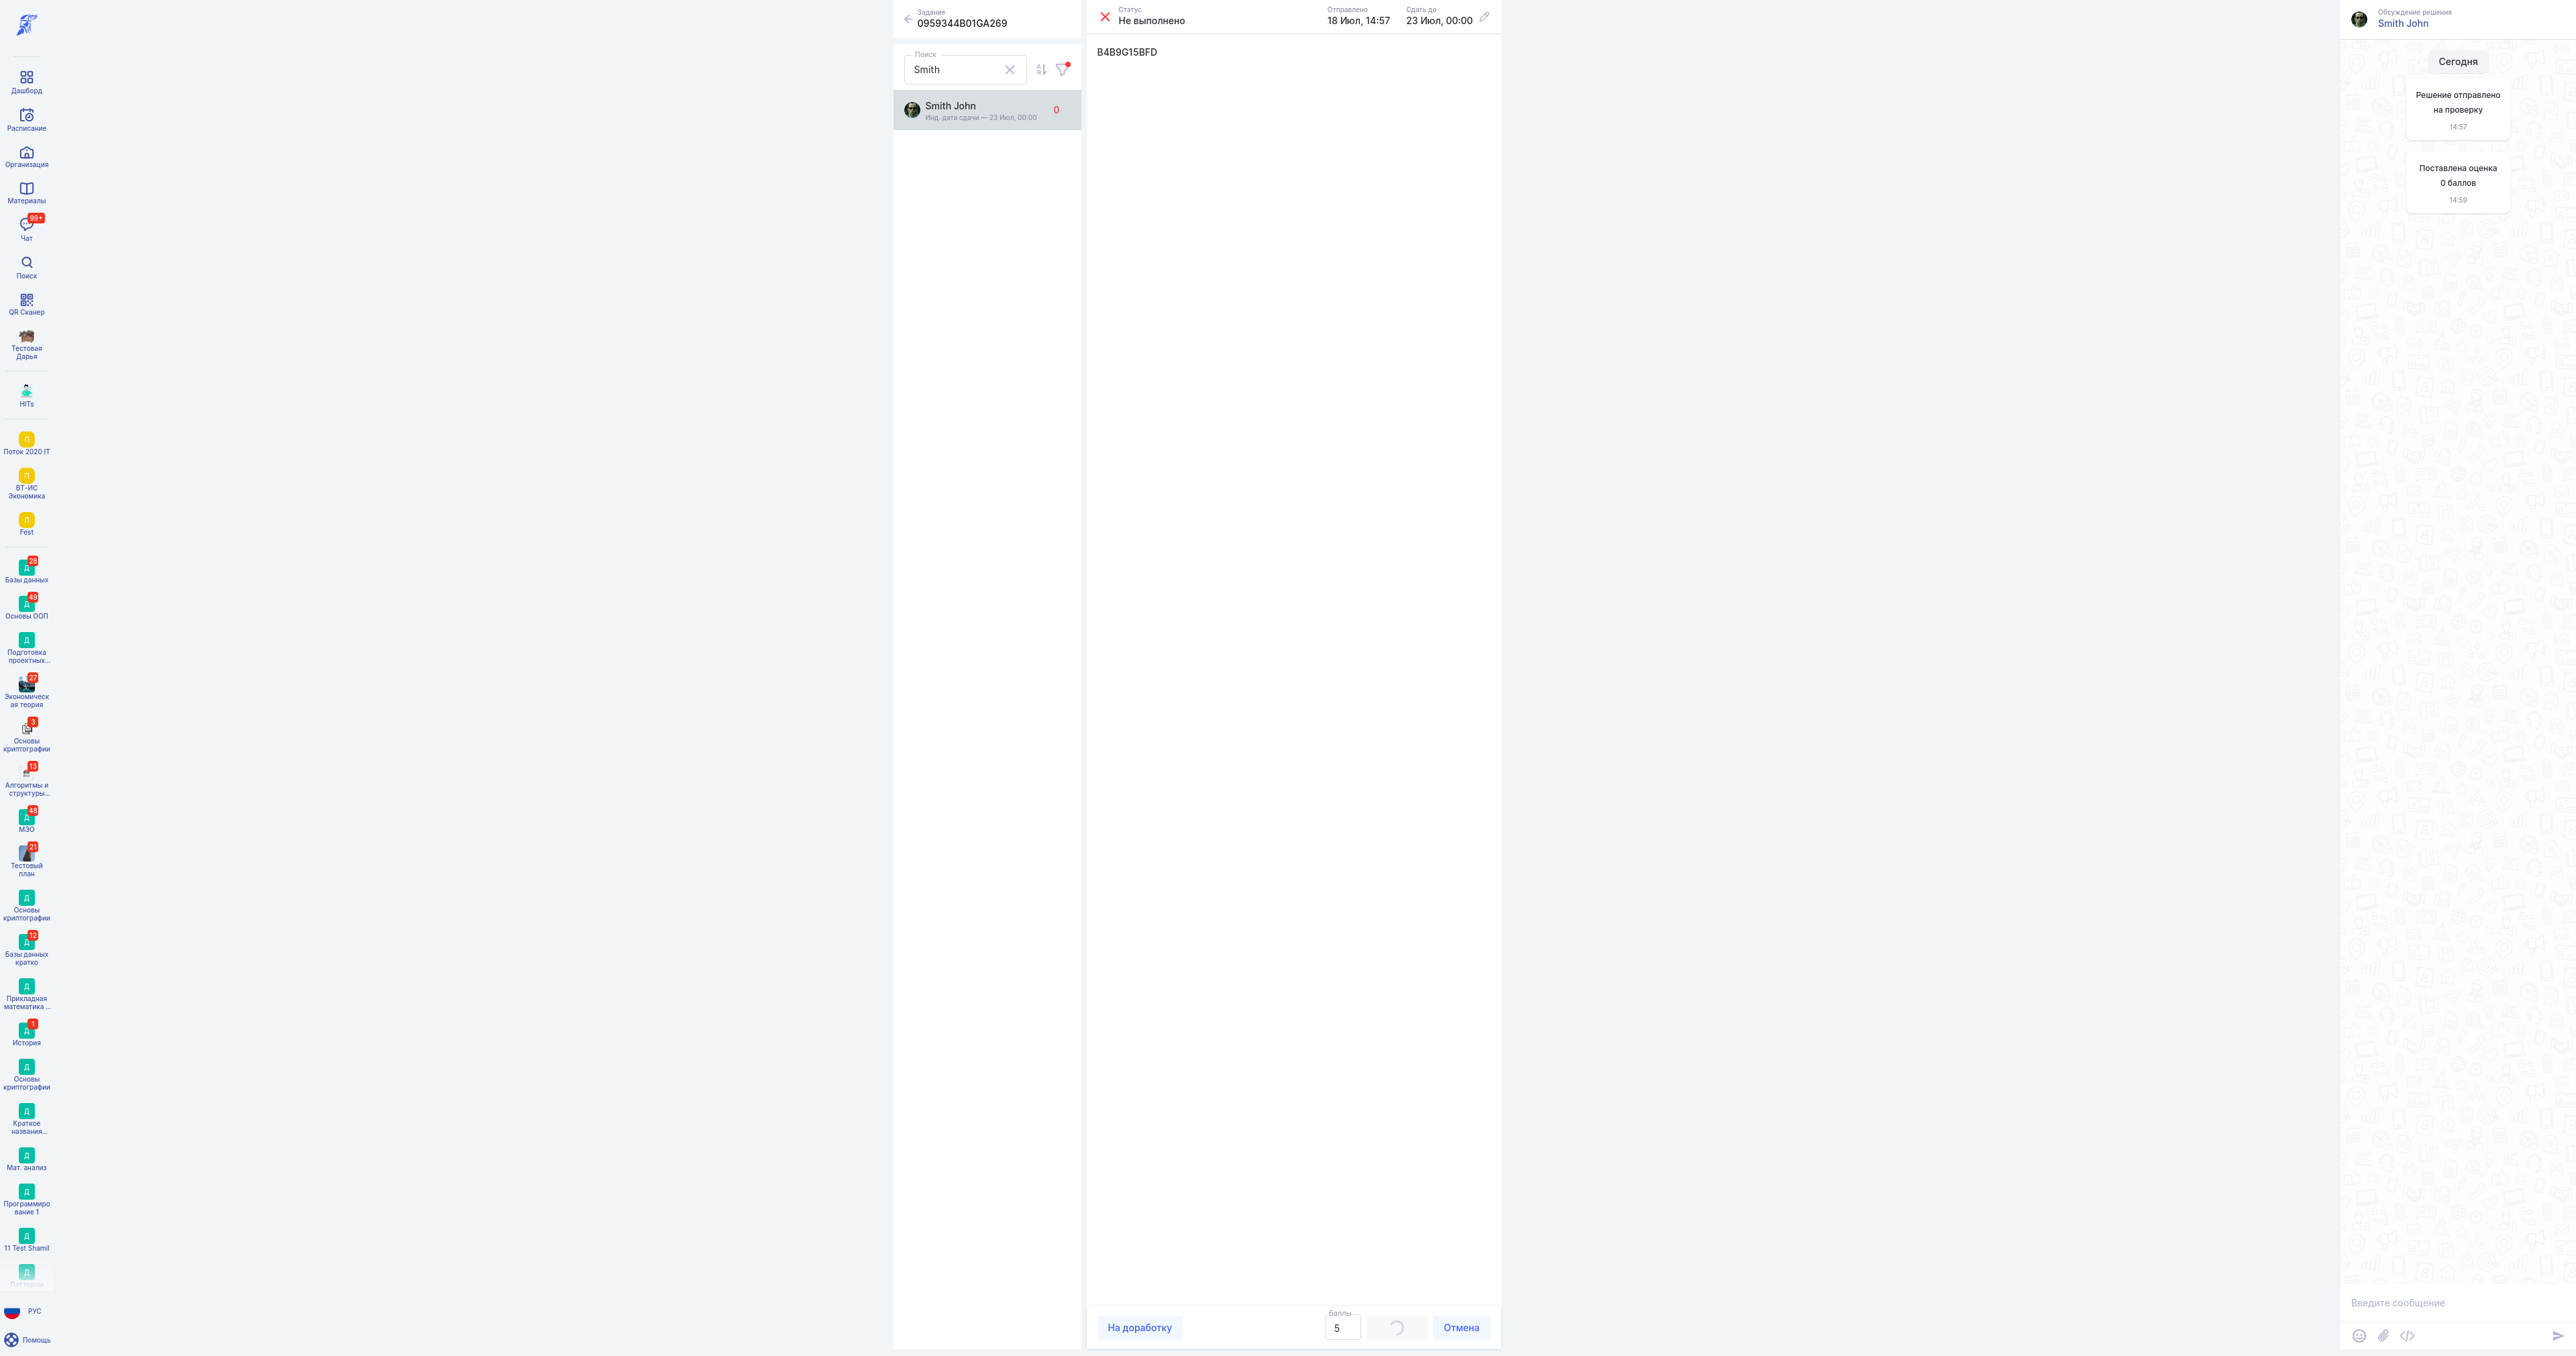 Дашборд
Расписание
Организация
Материалы
99+
Чат
Поиск
QR Сканер
Тестовая
Дарья
HITs
П
Поток 2020 IT
П
ВТ-ИС
Экономика
П
Fest
28
Д
Базы данных
49
Д
Основы ООП
Д
Подготовка
проектных...
27
Экономическ
ая теория
3
Основы
криптографии
13
Алгоритмы и
структуры...
48
Д
МЭО
21
Тестовый
план
Д
Основы
криптографии
12
Д
Базы данных
кратко
Д
Прикладная
математика ...
1
Д
История
Д
Основы
криптографии
Д
Краткое
названия...
Д
Мат. анализ
Д
Программиро
вание 1
Д
11 Test Shamil
Д
Паттерны
РУС
Помощь
Задание
0959344B01GA269
Поиск
Smith
Smith John
Инд. дата сдачи — 23 Июл, 00:00
0
Статус
Не выполнено
Отправлено
18 Июл, 14:57
Сдать до
23 Июл, 00:00
B4B9G15BFD
На доработку
Баллы
5
Отмена
Обсуждение решения
Smith John
Сегодня
Решение отправлено
на проверку
14:57
Поставлена оценка
0 баллов
14:59
Введите сообщение